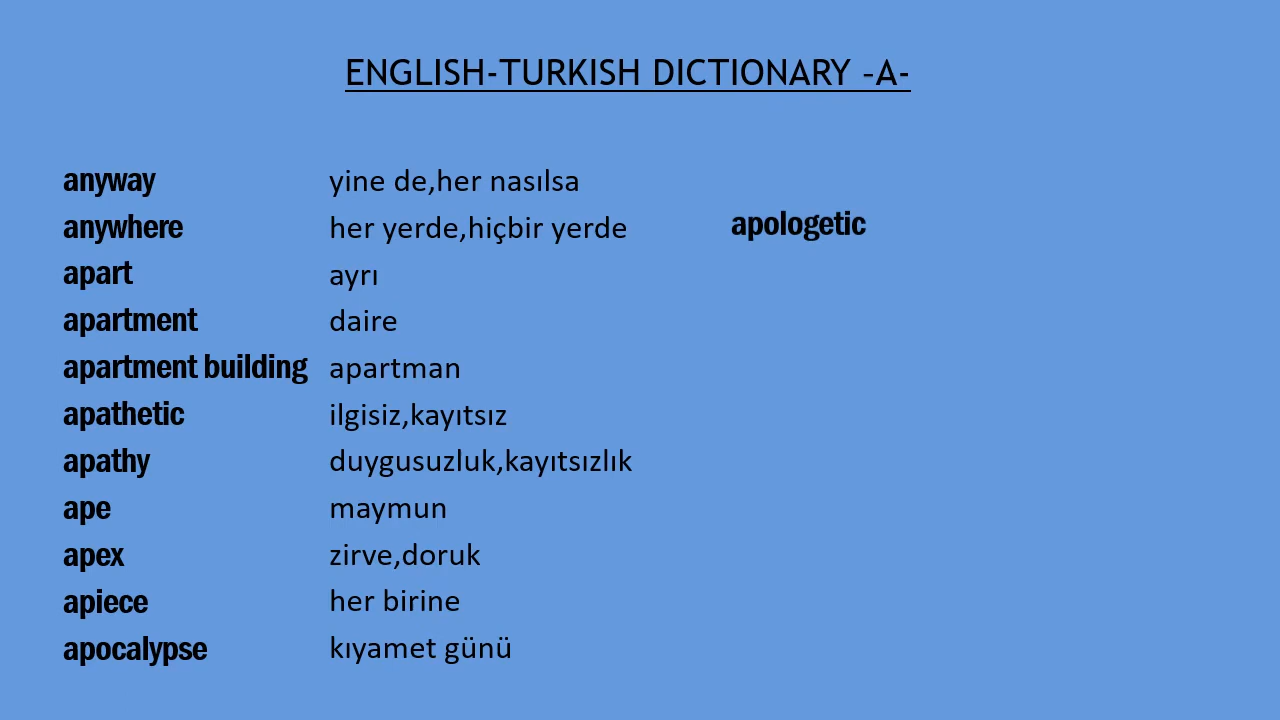 ENGLISH-TURKISH DICTIONARY –A-
anyway yine de,her nasılsa
anywhere her yerde,hiçbir yerde
apart ayrı
apartment daire
apartment building apartman
apathetic ilgisiz,kayıtsız
apathy duygusuzluk,kayıtsızlık
ape maymun
apex zirve,doruk
apiece her birine
apocalypse kıyamet günü
apologetic